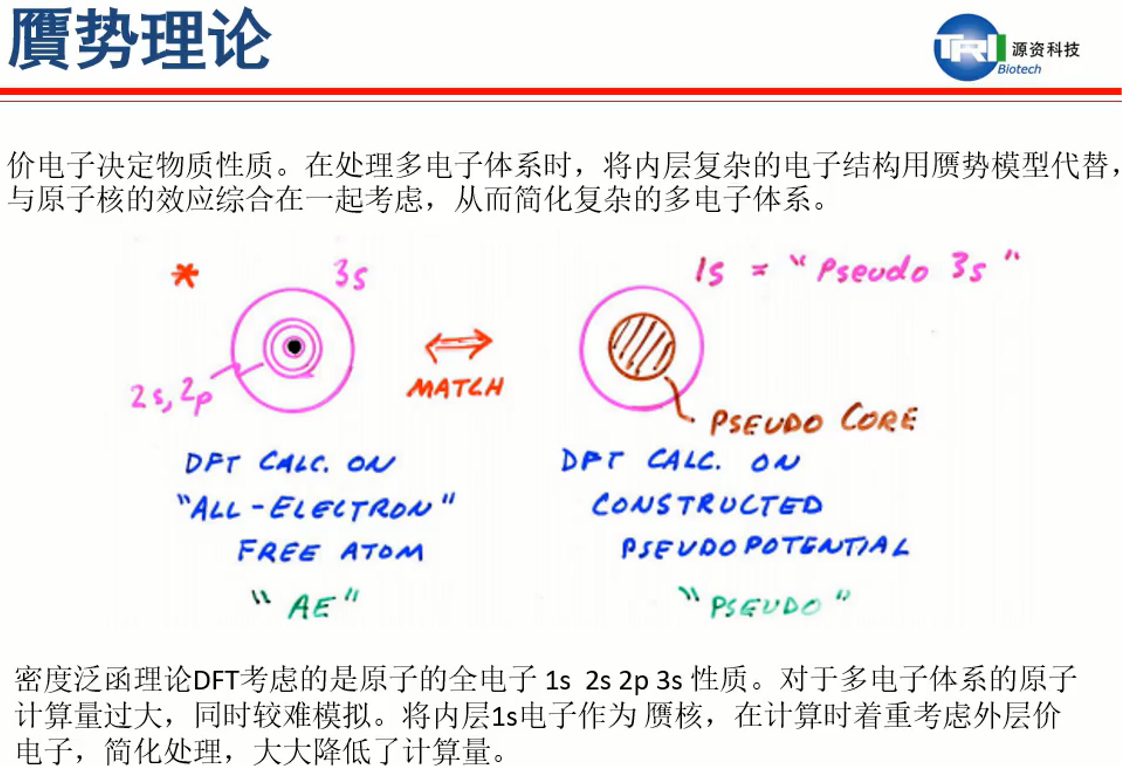 贋势理论
TRI 源资科技
Biotech
价电子决定物质性质。在处理多电子体系时，将内层复杂的电子结构用赝势模型代替，
与原子核的效应综合在一起考虑，从而简化复杂的多电子体系。
* 3s 1s = "Pseudo 3s"
2s, 2p MATCH
PSEUDO CORE
DFT CALC. ON DFT CALC. ON
"ALL-ELECTRON" CONSTRUCTED
FREE ATOM PSEUDOPOTENTIAL
"AE" "PSEUDO"
密度泛函理论DFT考虑的是原子的全电子 1s 2s 2p 3s 性质。对于多电子体系的原子
计算量过大，同时较难模拟。将内层1s电子作为 赝核，在计算时着重考虑外层价
电子，简化处理，大大降低了计算量。